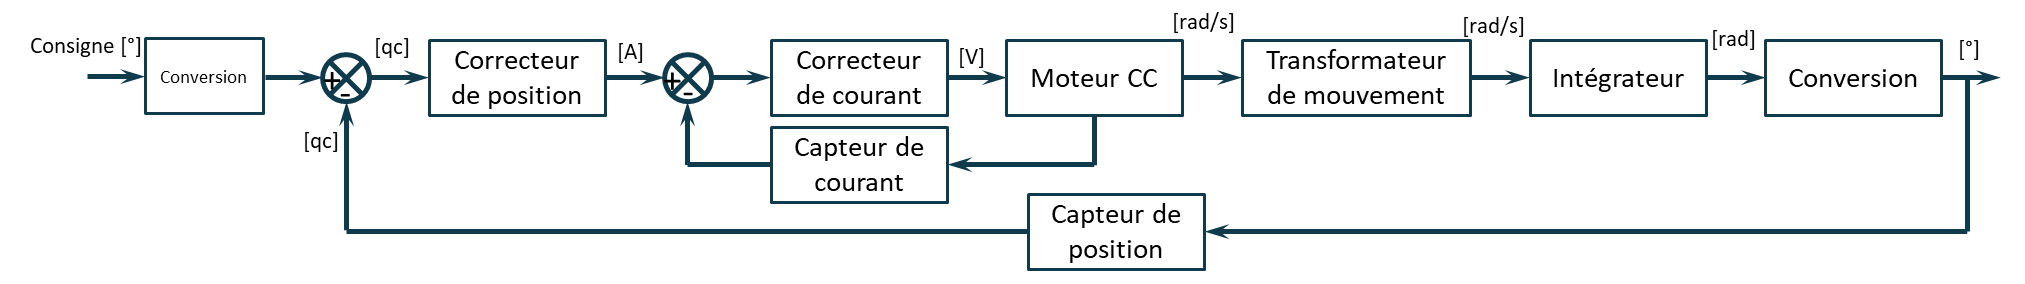 Consigne [°]
Conversion
+
-
[qc]
[qc]
Correcteur
de position
[A]
+
-
Correcteur
de courant
[V]
Moteur CC
[rad/s]
Transformateur
de mouvement
[rad/s]
Intégrateur
[rad]
Conversion
[°]
Capteur de
courant
Capteur de
position